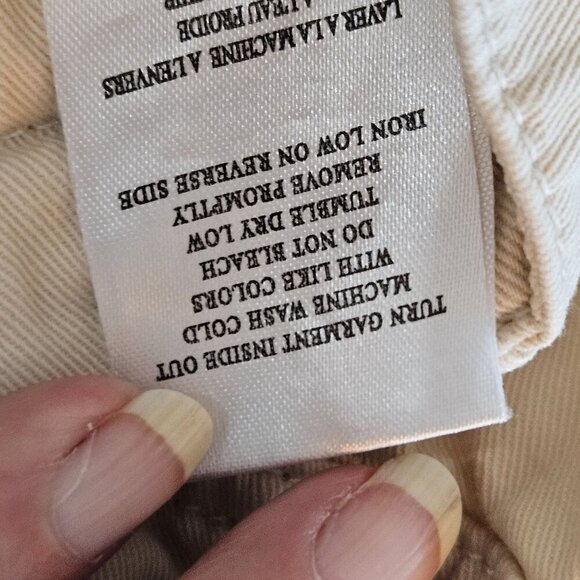 TURN GARMENT INSIDE OUT
MACHINE WASH COLD
WITH LIKE COLORS
DO NOT BLEACH
TUMBLE DRY LOW
REMOVE PROMPTLY
IRON LOW ON REVERSE SIDE
LAVER A LA MACHINE A L'ENVERS
A L'EAU FROIDE